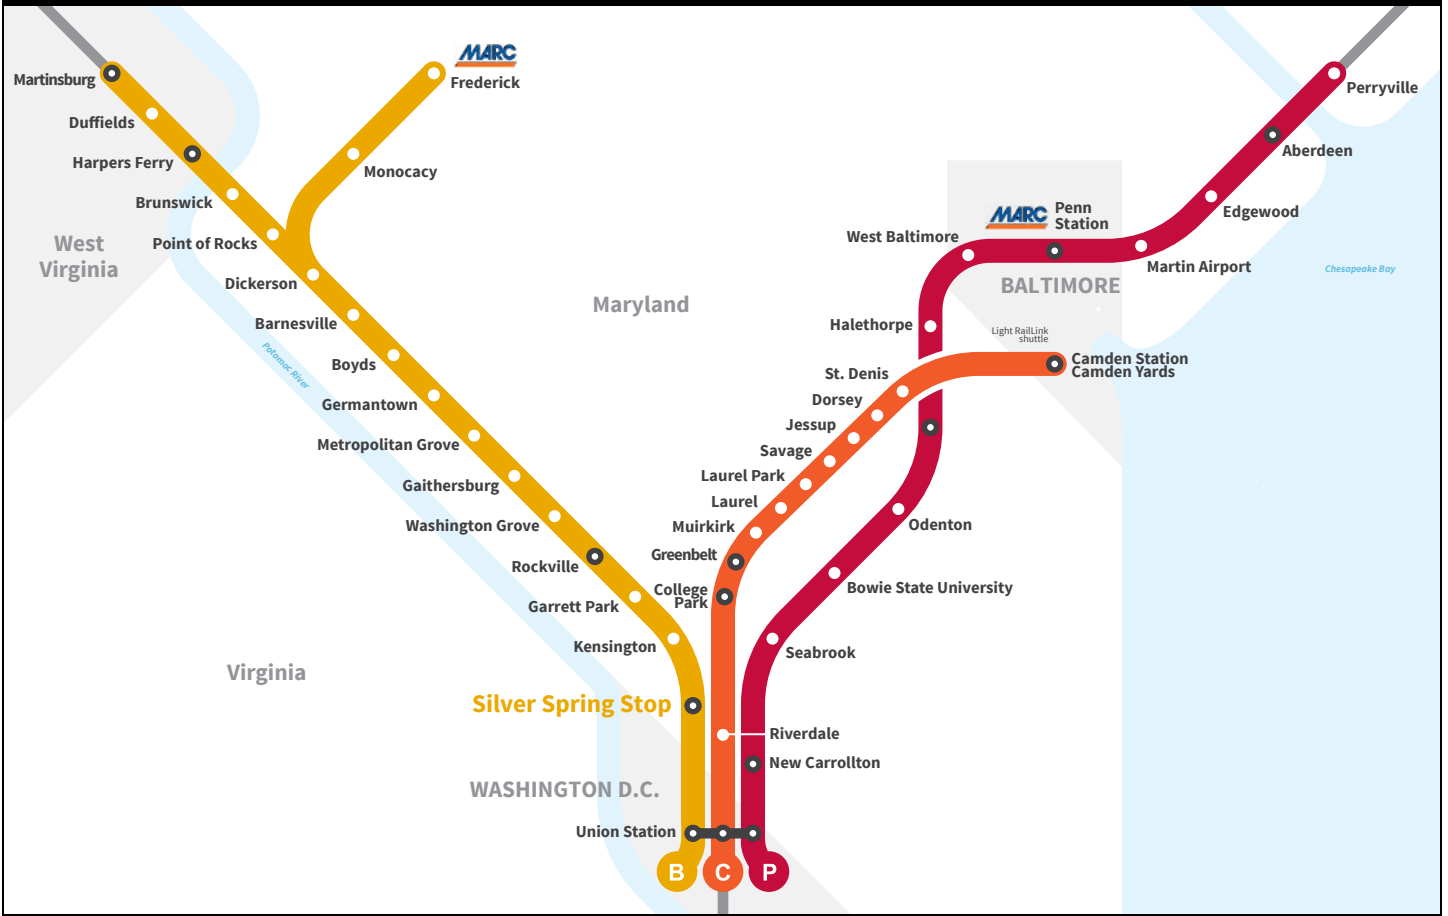 MARC
Frederick
Martinsburg
Perryville
Duffields
Aberdeen
Harpers Ferry
Monocacy
Brunswick
Edgewood
MARC
Penn
Station
West
Virginia
Point of Rocks
West Baltimore
Martin Airport
Chesapeake Bay
Dickerson
BALTIMORE
Maryland
Barnesville
Halethorpe
Light RailLink
shuttle
Potomac River
Boyds
Camden Station
Camden Yards
St. Denis
Germantown
Dorsey
Jessup
Metropolitan Grove
Savage
Gaithersburg
Laurel Park
Laurel
Washington Grove
Muirkirk
Odenton
Rockville
Greenbelt
College
Park
Bowie State University
Garrett Park
Kensington
Seabrook
Virginia
Silver Spring Stop
Riverdale
New Carrollton
WASHINGTON D.C.
Union Station
B
C
P